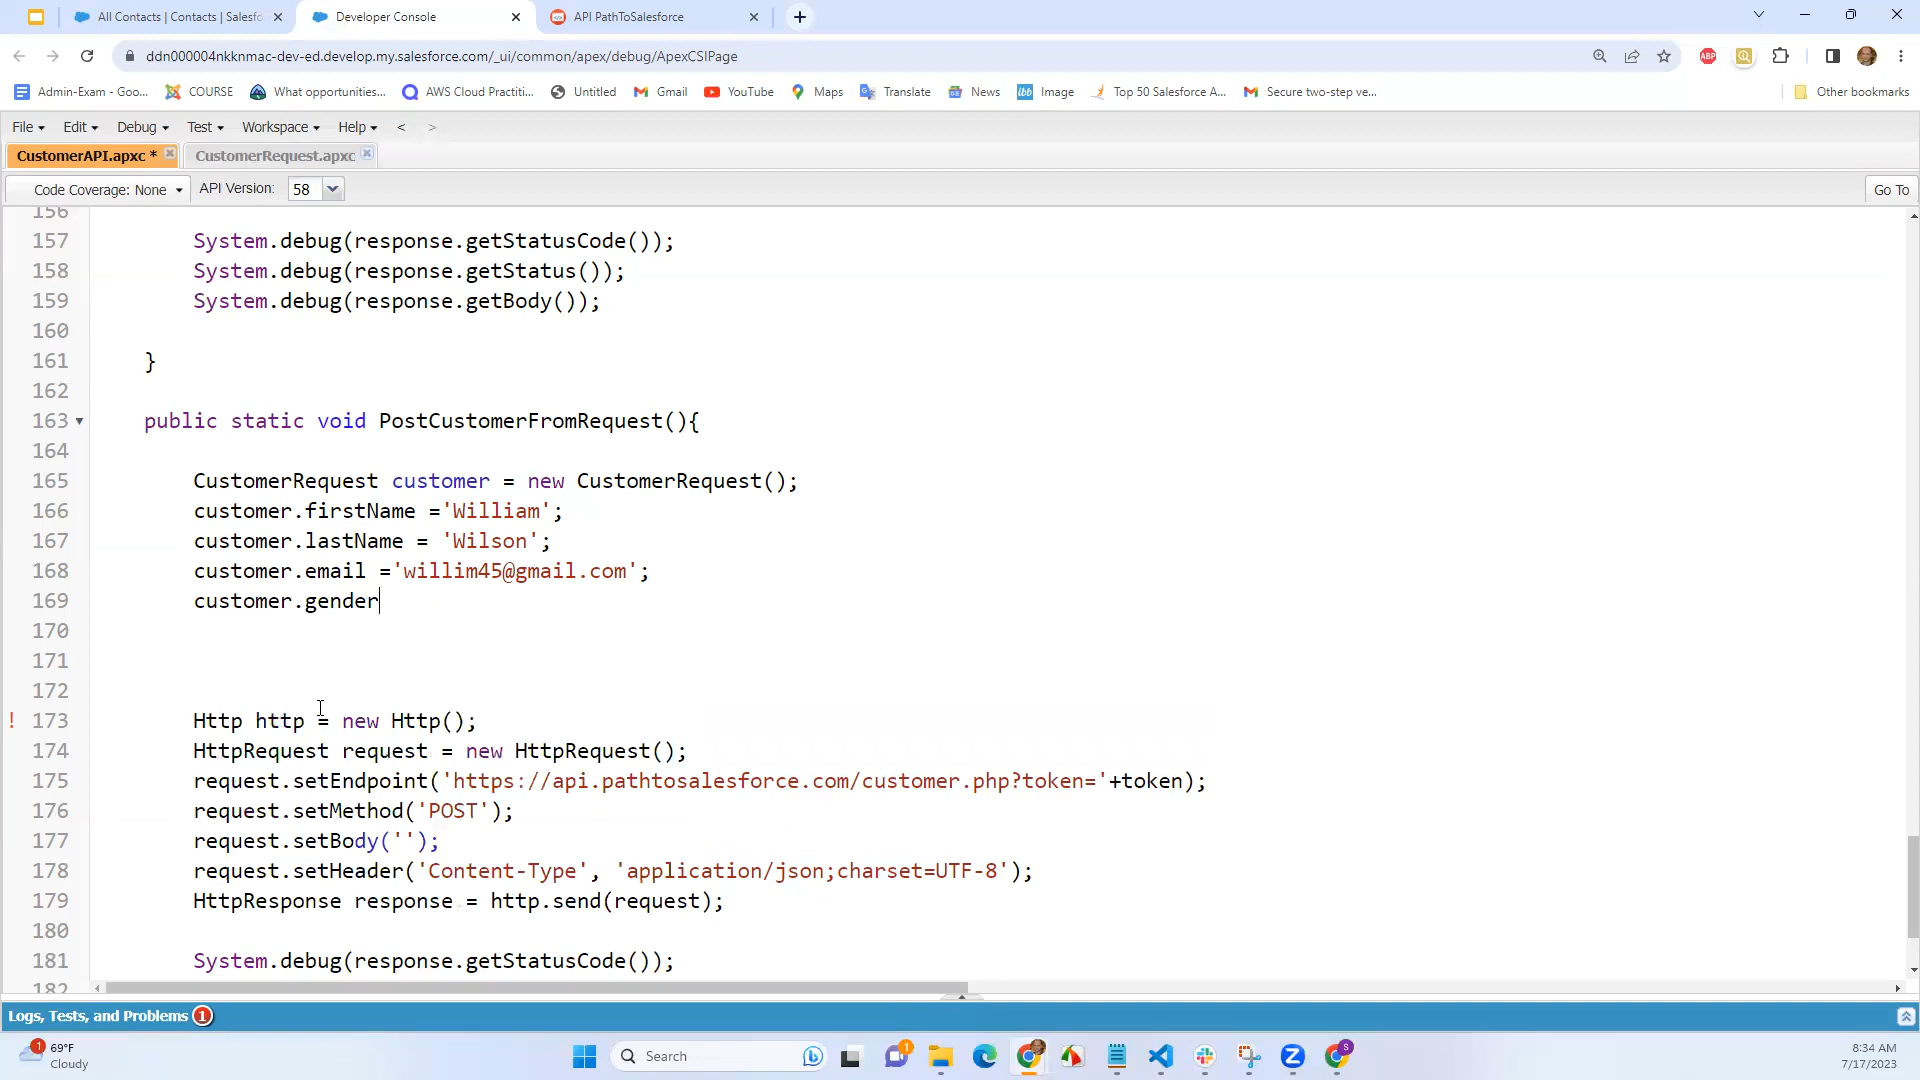 All Contacts | Contacts | Salesfo
Developer Console
API PathToSalesforce
ddn000004nkknmac-dev-ed.develop.my.salesforce.com/_ui/common/apex/debug/ApexCSIPage
ABP
Admin-Exam - Goo...
COURSE
What opportunities...
AWS Cloud Practiti...
Untitled
Gmail
YouTube
Maps
Translate
News
ibb
Image
Top 50 Salesforce A...
Secure two-step ve...
Other bookmarks
File
Edit
Debug
Test
Workspace
Help
<
>
CustomerAPI.apxc *
CustomerRequest.apxc
Code Coverage: None
API Version:
58
Go To
156
157 System.debug(response.getStatusCode());
158 System.debug(response.getStatus());
159 System.debug(response.getBody());
160
161 }
162
163 public static void PostCustomerFromRequest(){
164
165 CustomerRequest customer = new CustomerRequest();
166 customer.firstName ='William';
167 customer.lastName = 'Wilson';
168 customer.email ='willim45@gmail.com';
169 customer.gender
170
171
172
! 173 Http http = new Http();
174 HttpRequest request = new HttpRequest();
175 request.setEndpoint('https://api.pathtosalesforce.com/customer.php?token='+token);
176 request.setMethod('POST');
177 request.setBody('');
178 request.setHeader('Content-Type', 'application/json;charset=UTF-8');
179 HttpResponse response = http.send(request);
180
181 System.debug(response.getStatusCode());
182
Logs, Tests, and Problems 1
1
69°F
Cloudy
Search
1
S
8:34 AM
7/17/2023